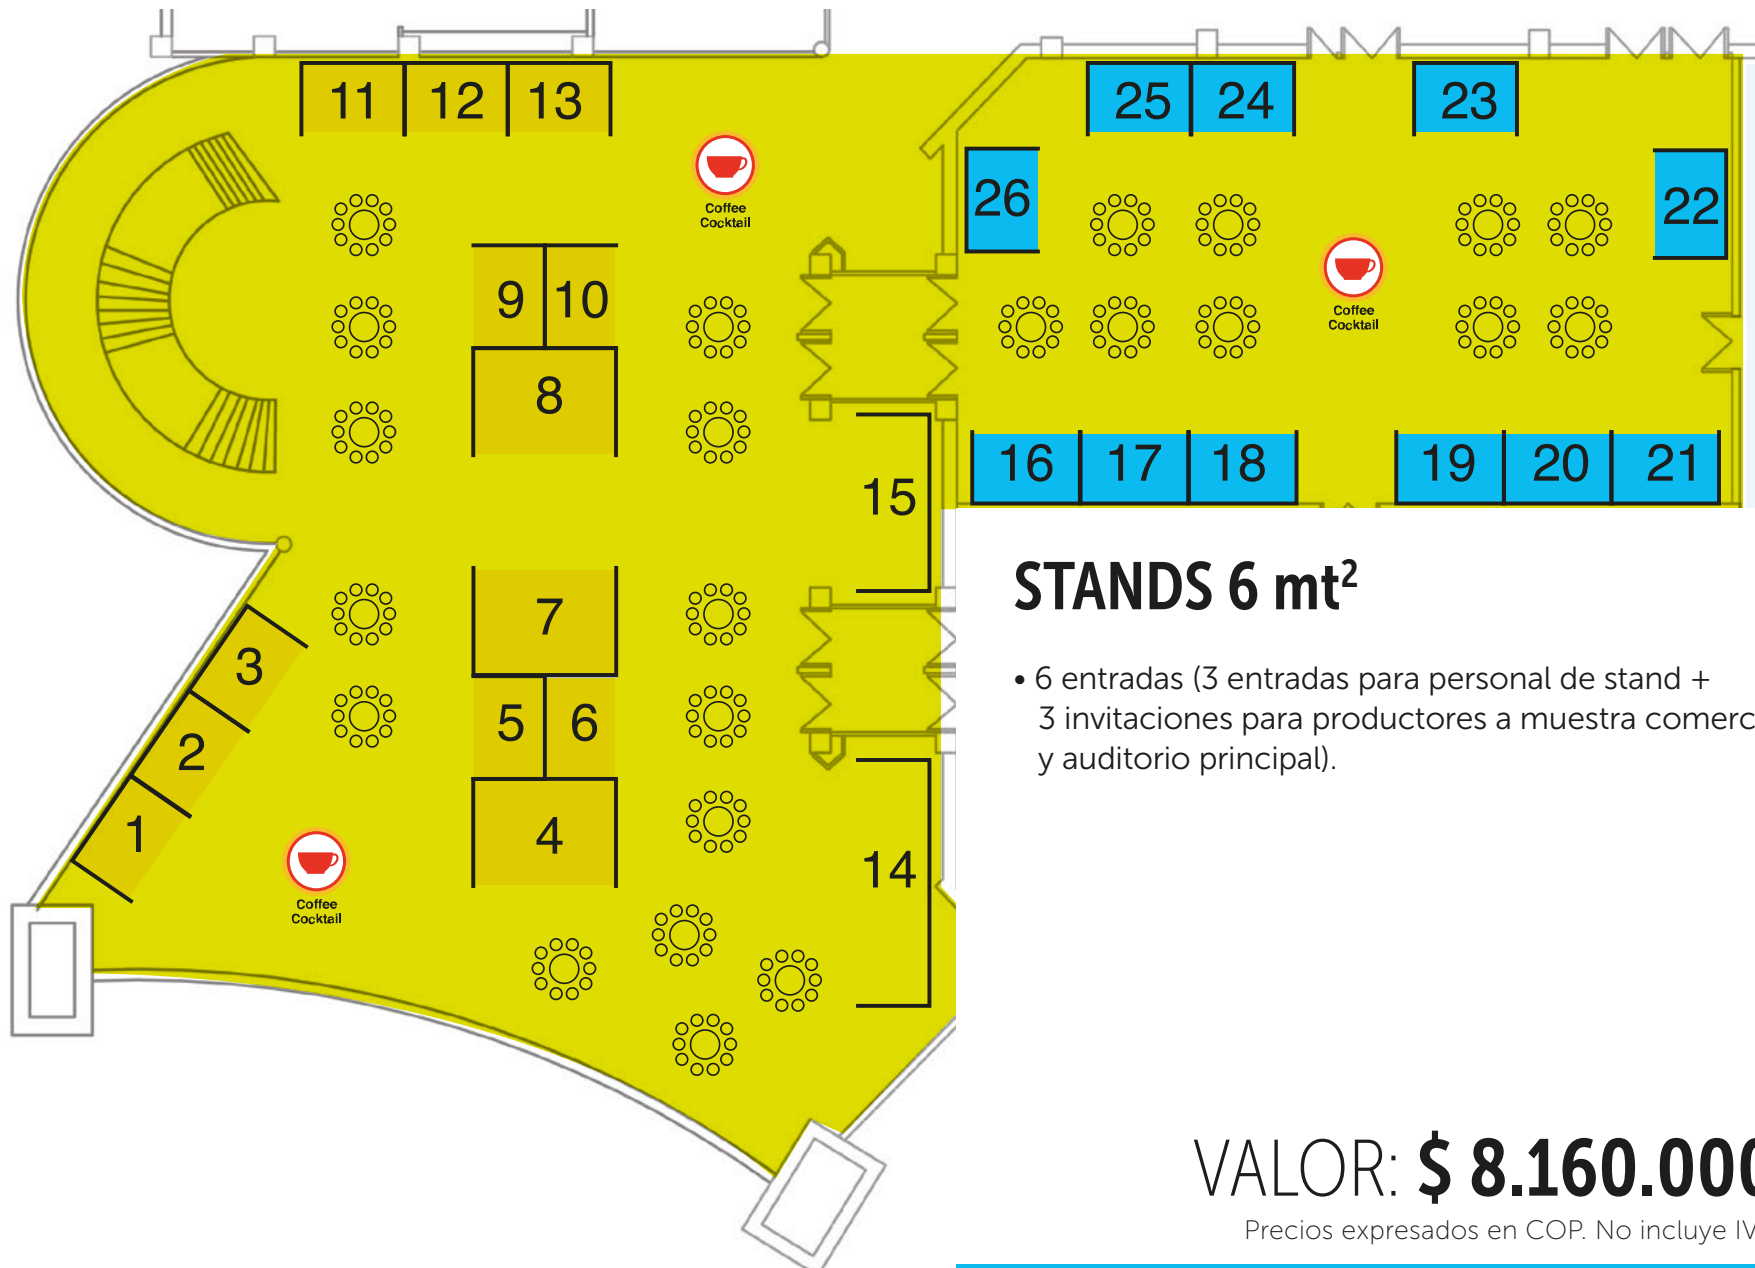 11 12 13
25 24 23
26
22
Coffee
Cocktail
9 10
Coffee
Cocktail
8
15
16 17 18 19 20 21
7
3
5 6
2
1
4
14
Coffee
Cocktail
STANDS 6 mt²
• 6 entradas (3 entradas para personal de stand +
3 invitaciones para productores a muestra comerc
y auditorio principal).
VALOR: $ 8.160.000
Precios expresados en COP. No incluye IV